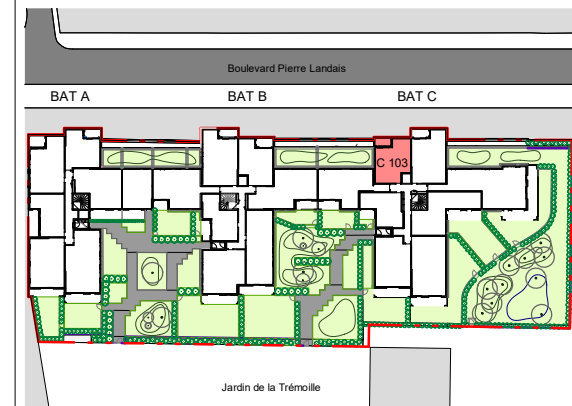 Boulevard Pierre Landais
BAT A BAT B BAT C
C 103
Jardin de la Trémoille